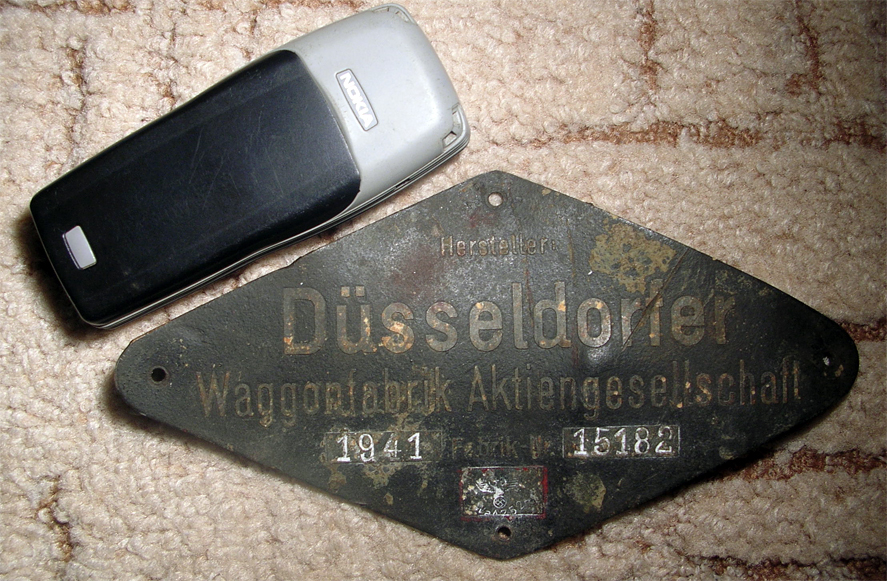 NOKIA
Hersteller:
Düsseldorfer
Waggonfabrik Aktiengesellschaft
1941 Fabrik-Nr. 15182